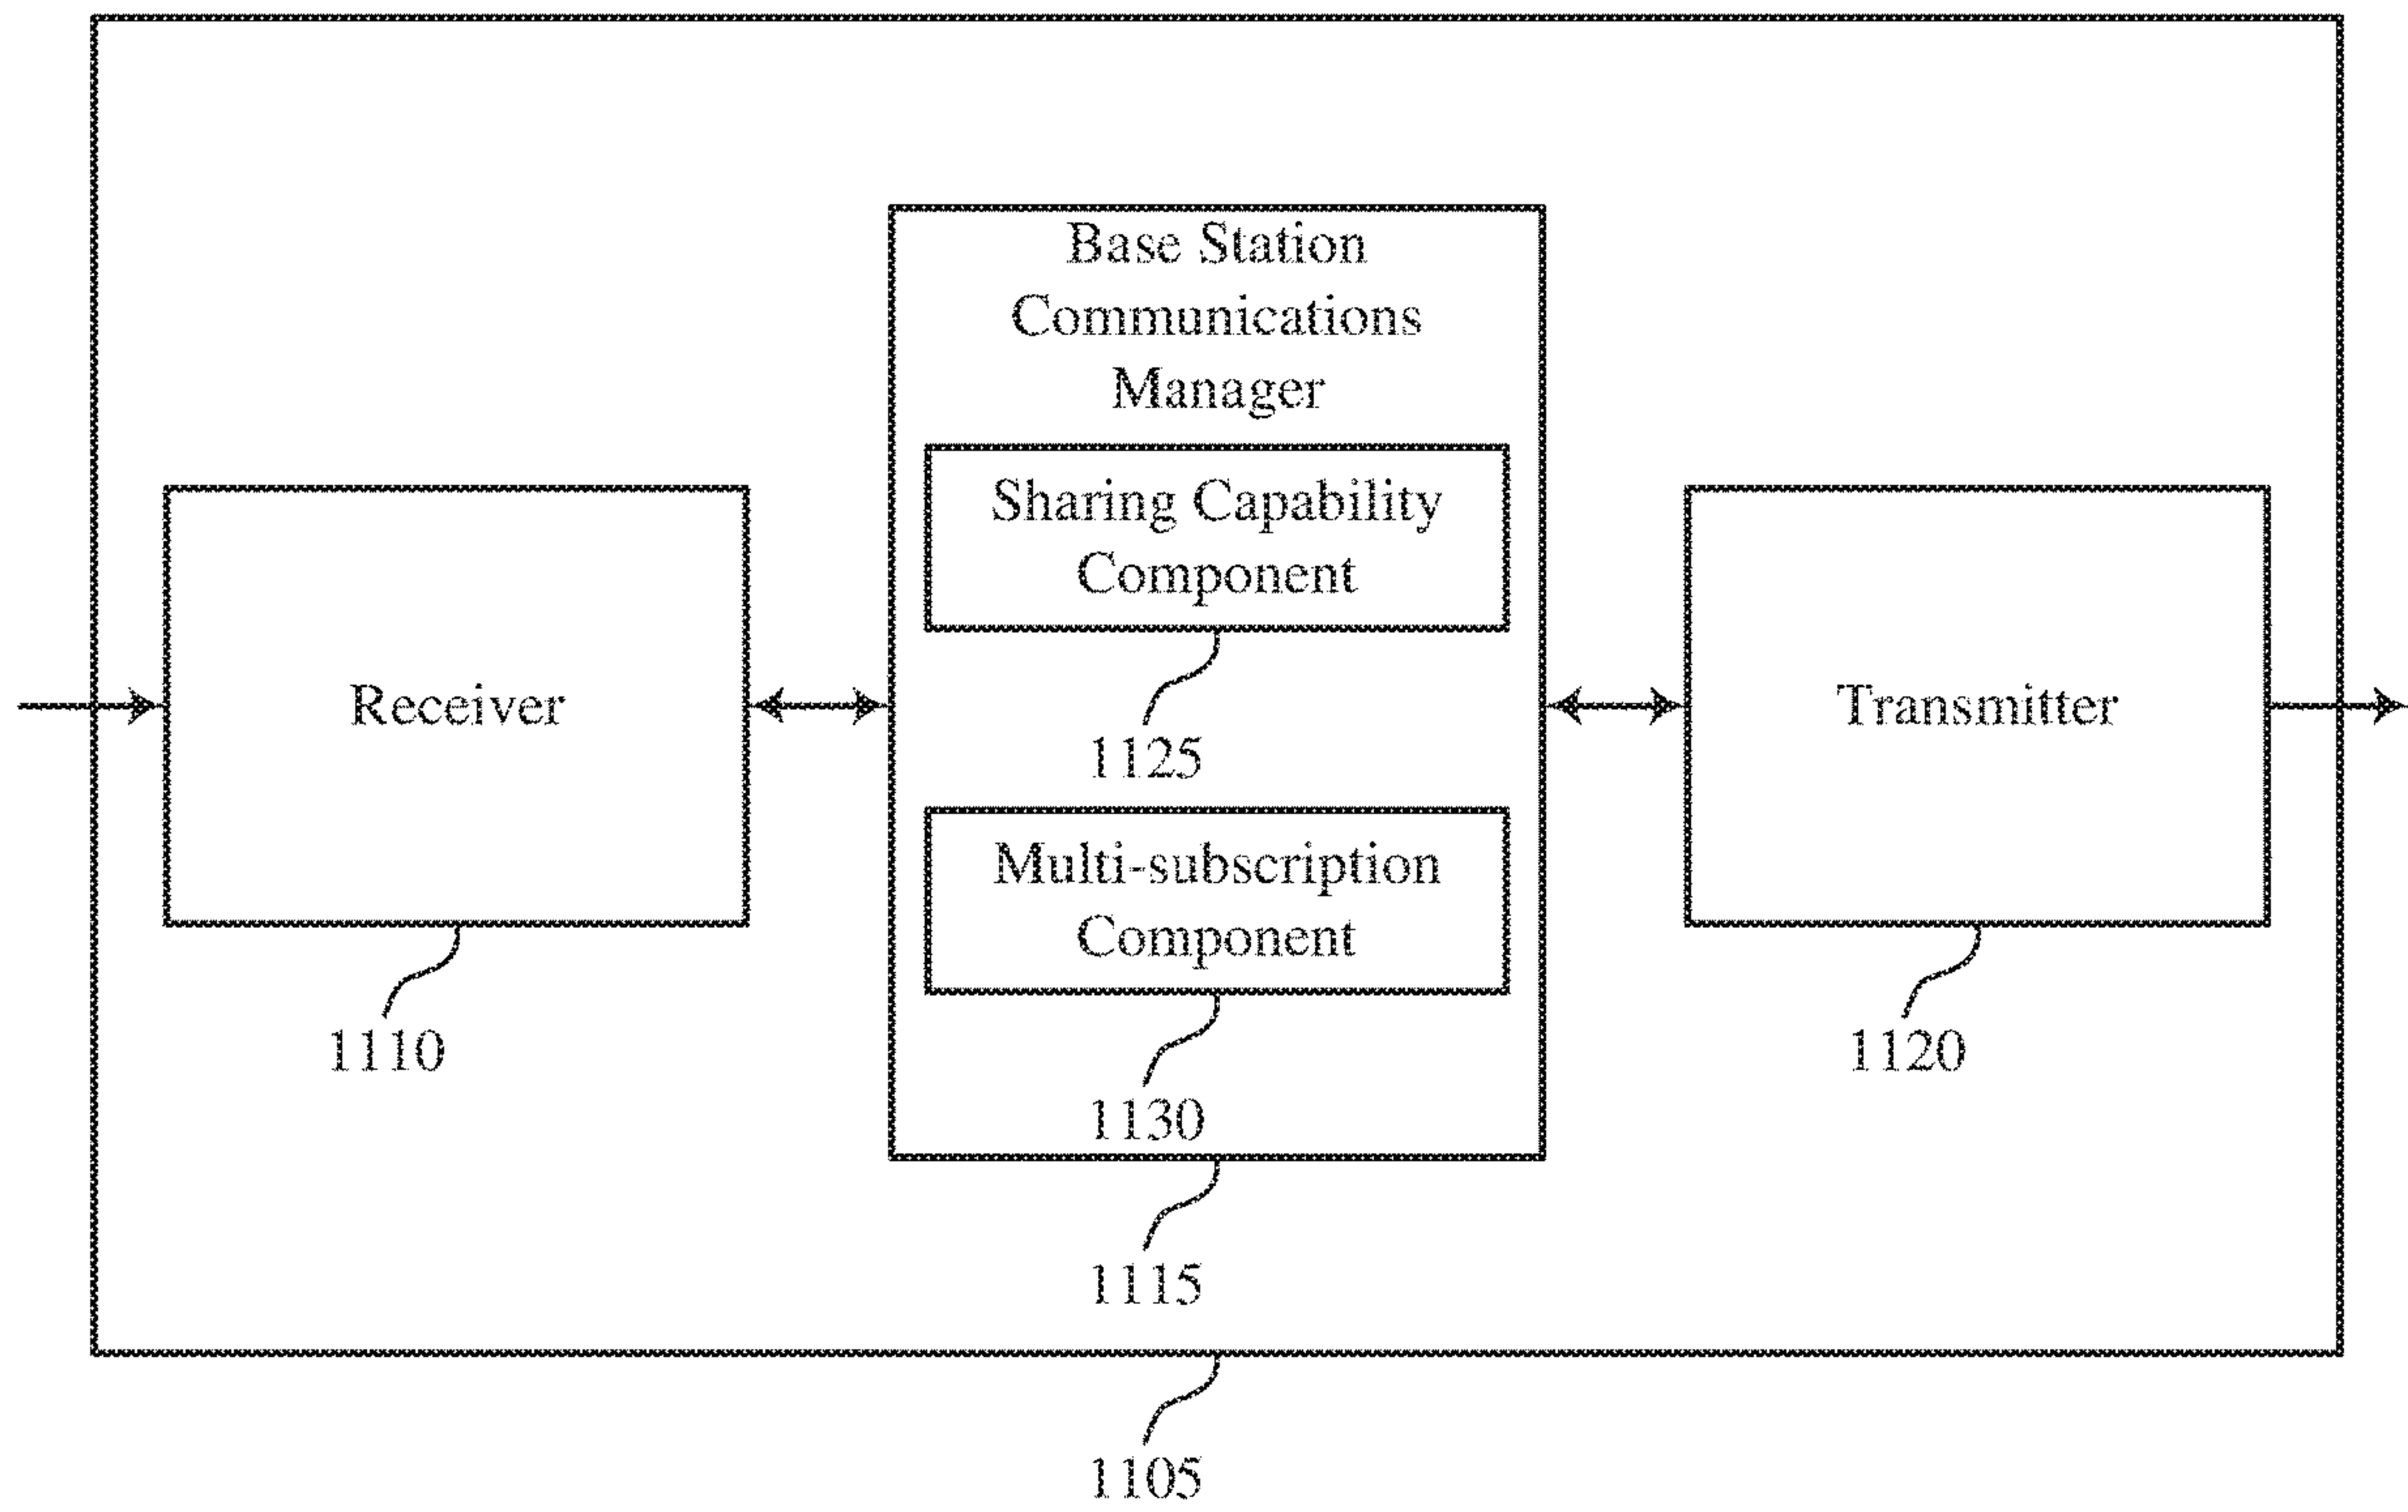 Base Station
Communications
Manager
Sharing Capability
Component
1125
Multi-subscription
Component
1130
1115
Receiver
1110
Transmitter
1120
1105